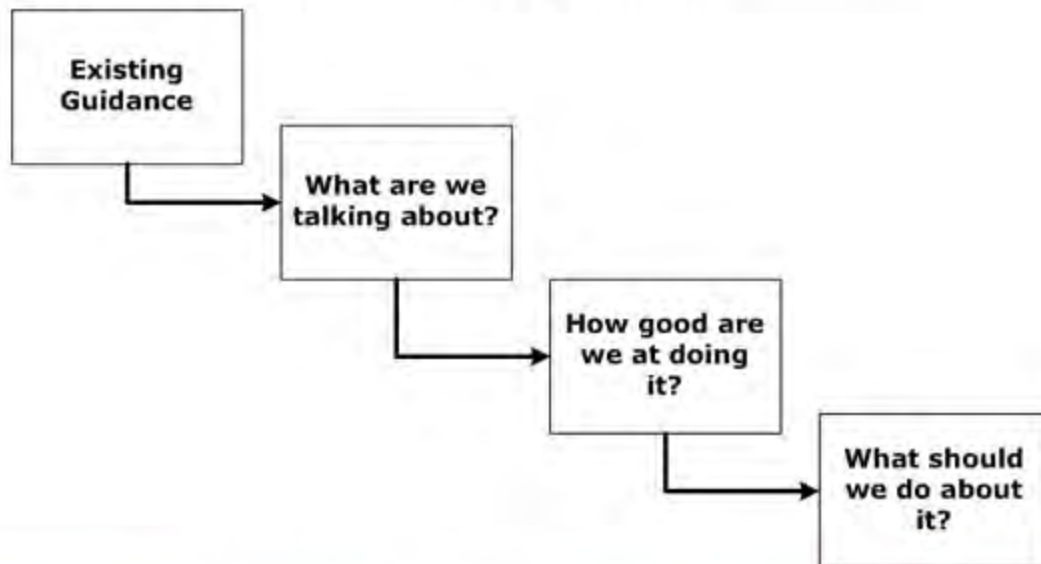 Existing
Guidance
What are we
talking about?
How good are
we at doing
it?
What should
we do about
it?